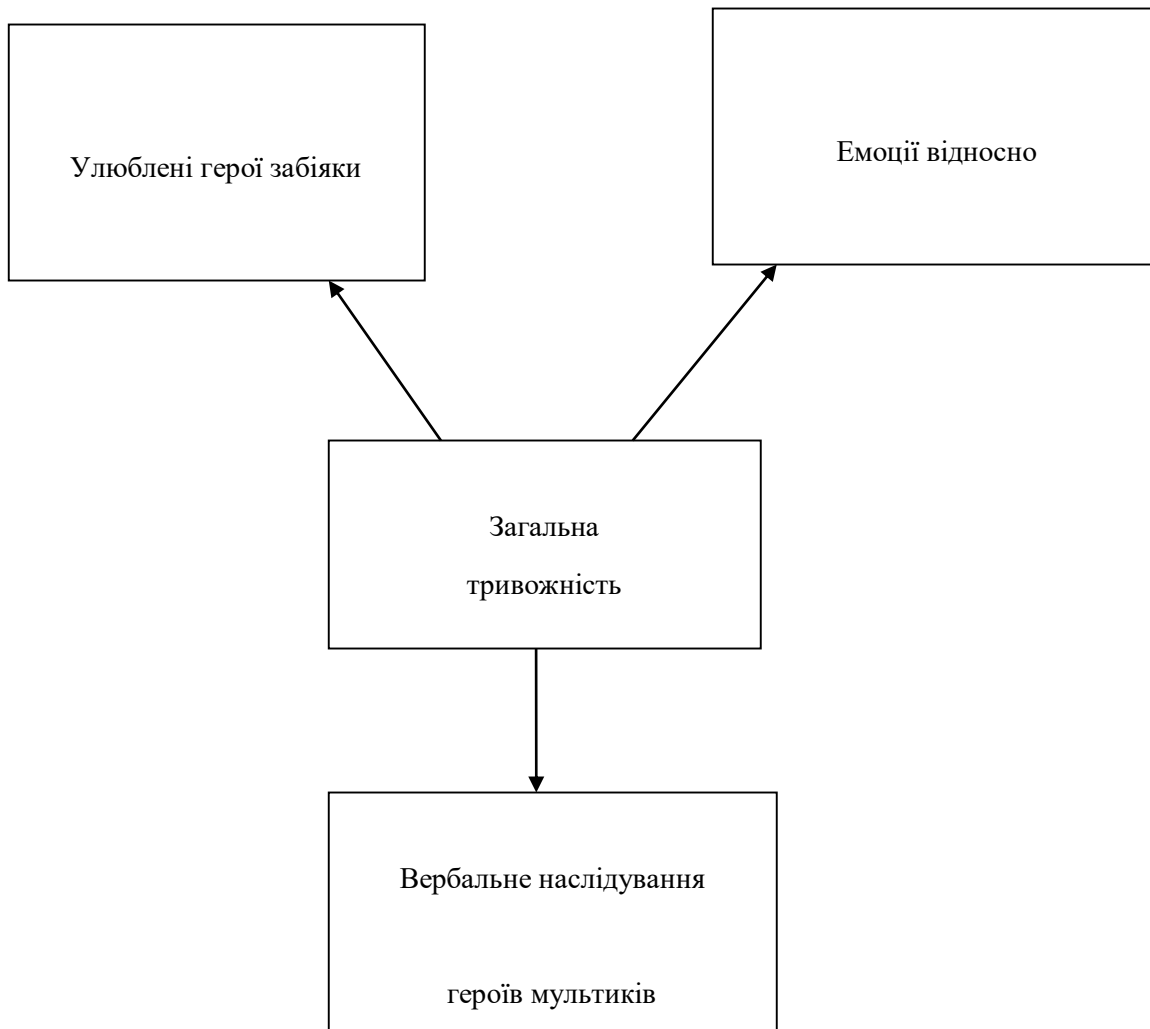 Улюблені герої забіяки
Емоції відносно
Загальна
тривожність
Вербальне наслідування
героїв мультиків